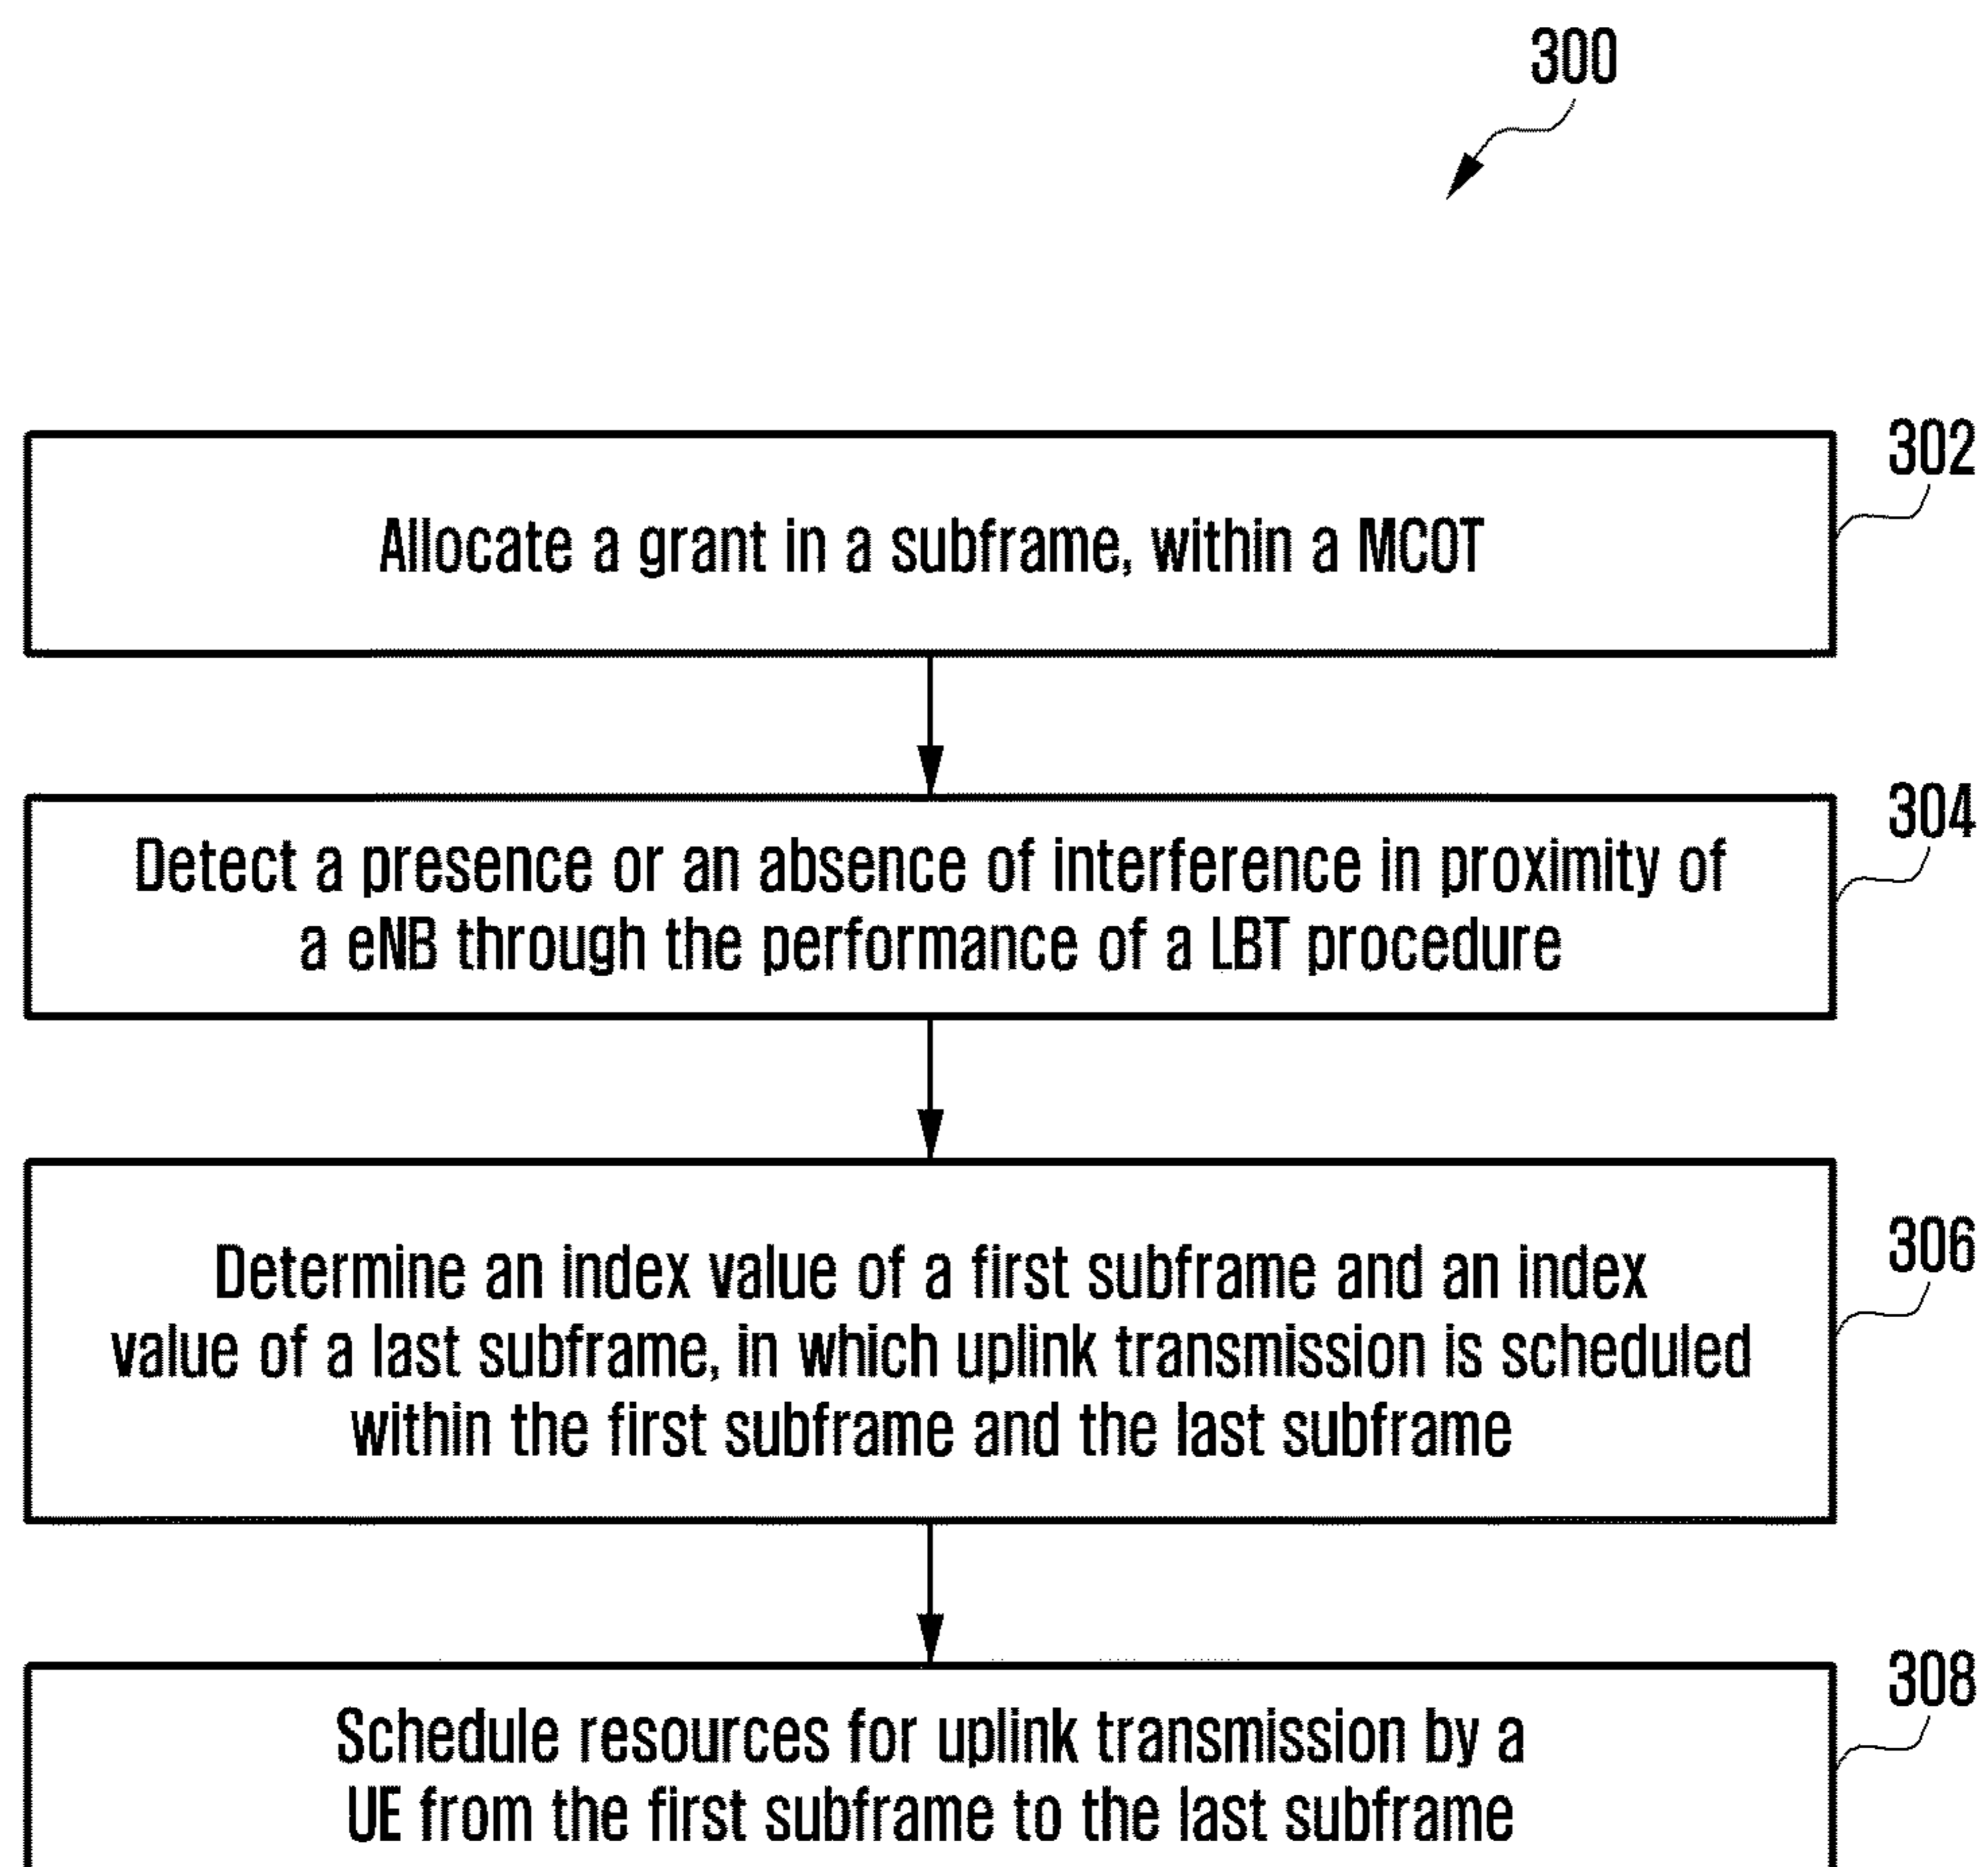 300
302
Allocate a grant in a subframe, within a MCOT
304
Detect a presence or an absence of interference in proximity of
a eNB through the performance of a LBT procedure
306
Determine an index value of a first subframe and an index
value of a last subframe, in which uplink transmission is scheduled
within the first subframe and the last subframe
308
Schedule resources for uplink transmission by a
UE from the first subframe to the last subframe